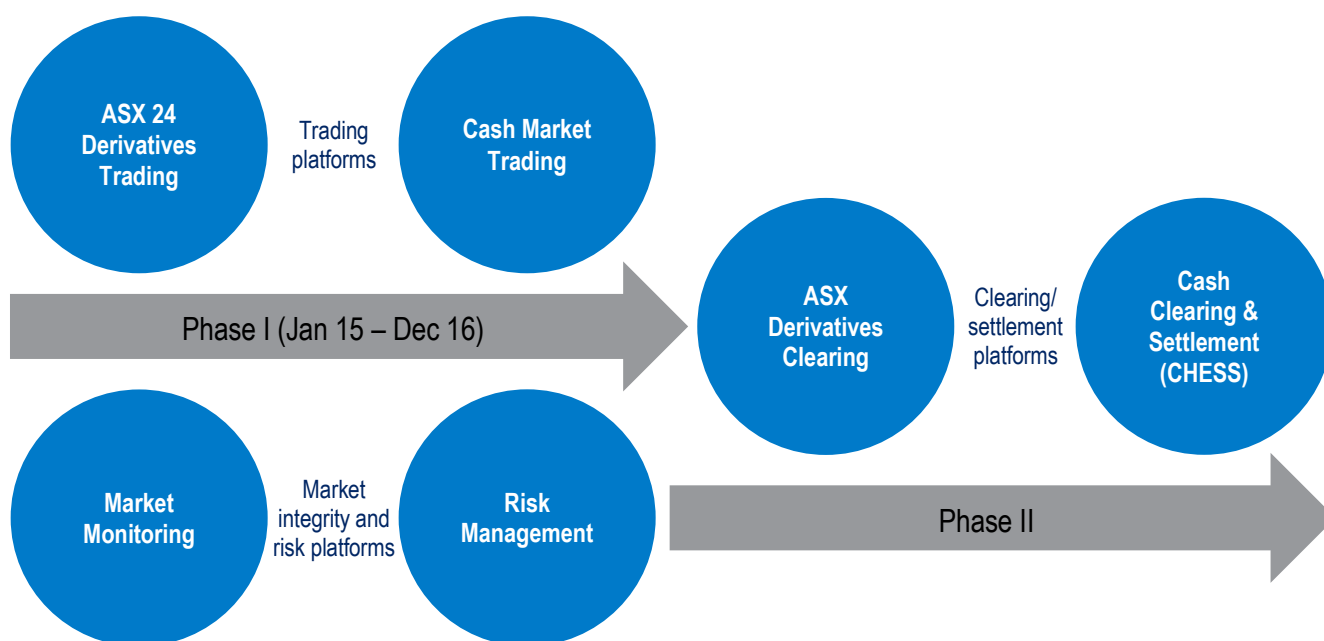 ASX 24
Derivatives
Trading
Trading
platforms
Cash Market
Trading
Phase I (Jan 15 – Dec 16)
Market
Monitoring
Market
integrity and
risk platforms
Risk
Management
ASX
Derivatives
Clearing
Clearing/
settlement
platforms
Cash
Clearing &
Settlement
(CHESS)
Phase II